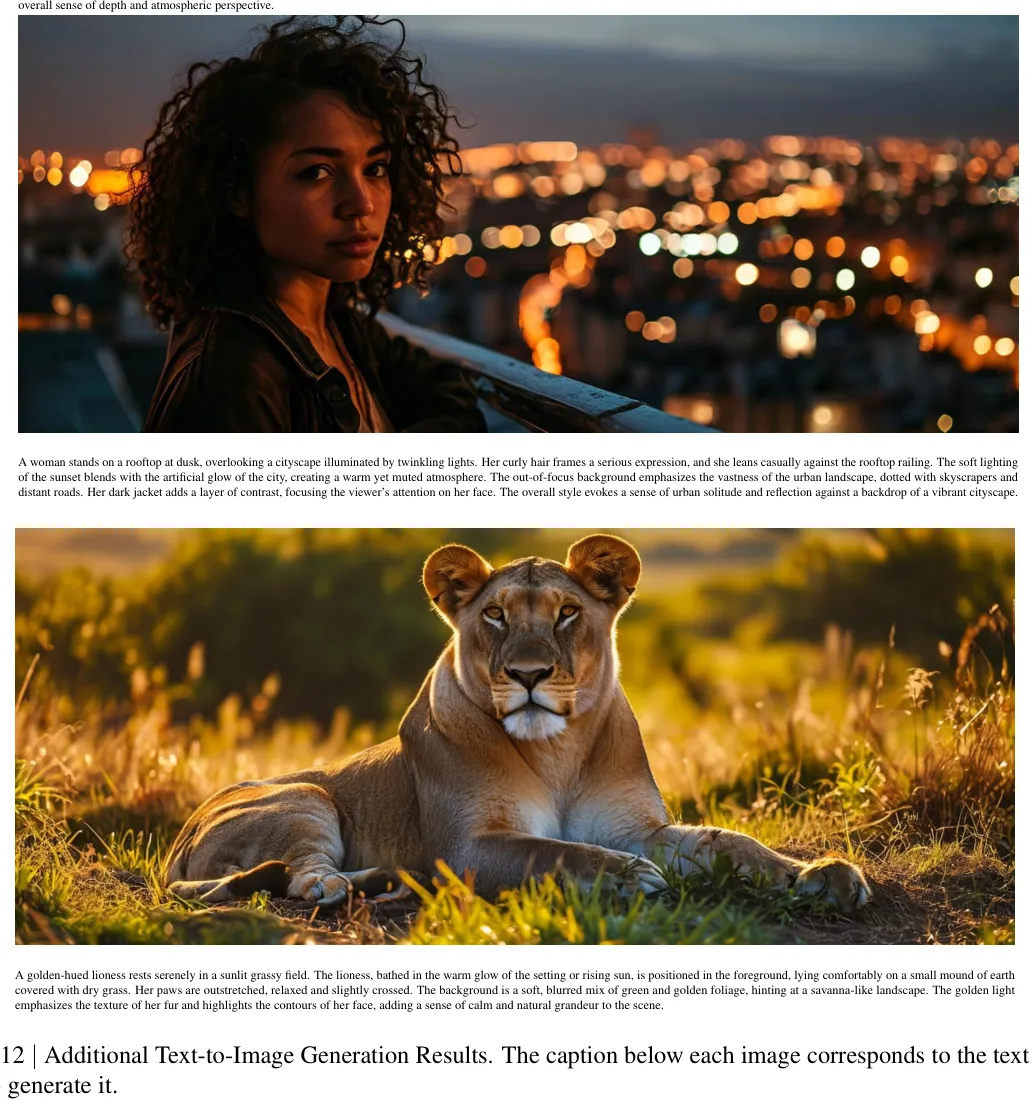 overall sense of depth and atmospheric perspective.
A woman stands on a rooftop at dusk, overlooking a cityscape illuminated by twinkling lights. Her curly hair frames a serious expression, and she leans casually against the rooftop railing. The soft lighting
of the sunset blends with the artificial glow of the city, creating a warm yet muted atmosphere. The out-of-focus background emphasizes the vastness of the urban landscape, dotted with skyscrapers and
distant roads. Her dark jacket adds a layer of contrast, focusing the viewer's attention on her face. The overall style evokes a sense of urban solitude and reflection against a backdrop of a vibrant cityscape.
A golden-hued lioness rests serenely in a sunlit grassy field. The lioness, bathed in the warm glow of the setting or rising sun, is positioned in the foreground, lying comfortably on a small mound of earth
covered with dry grass. Her paws are outstretched, relaxed and slightly crossed. The background is a soft, blurred mix of green and golden foliage, hinting at a savanna-like landscape. The golden light
emphasizes the texture of her fur and highlights the contours of her face, adding a sense of calm and natural grandeur to the scene.
12 | Additional Text-to-Image Generation Results. The caption below each image corresponds to the text
generate it.